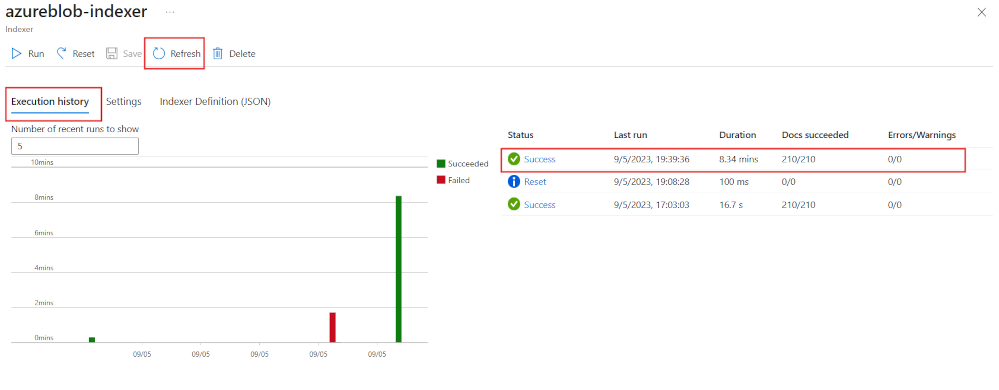 azureblob-indexer ...
Indexer
Run Reset Save Refresh Delete
Execution history Settings Indexer Definition (JSON)
Number of recent runs to show
5
10mins
8mins
6mins
4mins
2mins
0mins
09/05 09/05 09/05 09/05 09/05
Succeeded
Failed
Status Last run Duration Docs succeeded Errors/Warnings
Success 9/5/2023, 19:39:36 8.34 mins 210/210 0/0
Reset 9/5/2023, 19:08:28 100 ms 0/0 0/0
Success 9/5/2023, 17:03:03 16.7 s 210/210 0/0